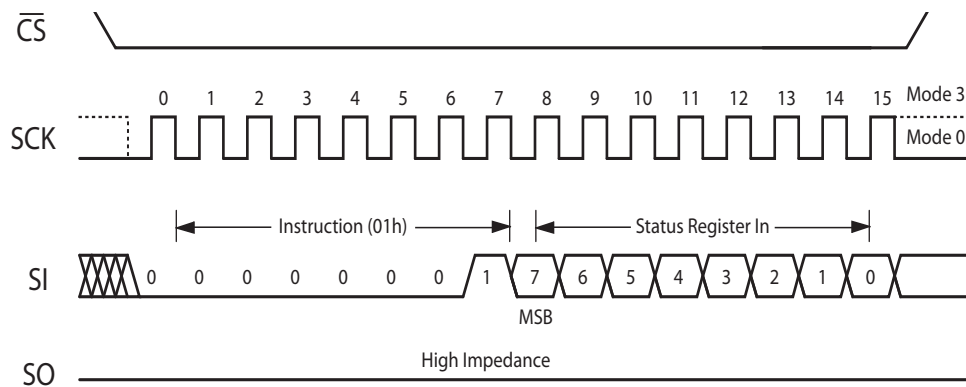 CS
0 1 2 3 4 5 6 7 8 9 10 11 12 13 14 15 Mode 3
SCK Mode 0
Instruction (01h) Status Register In
SI 0 0 0 0 0 0 0 1 7 6 5 4 3 2 1 0
MSB
High Impedance
SO